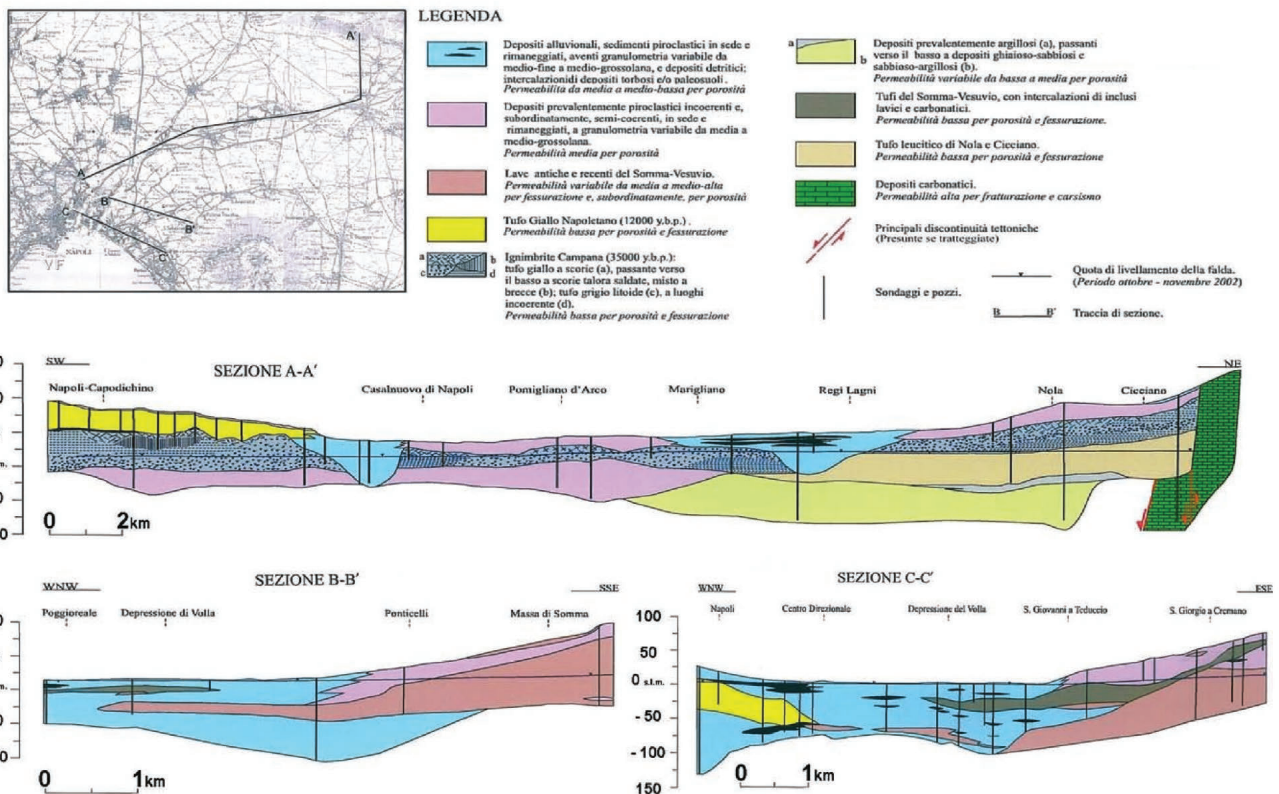 LEGENDA
A'
A
B
B'
C
C'
NAPOLI
YF
Depositi alluvionali, sedimenti piroclastici in sede e
rimaneggiati, aventi granulometria variabile da
medio-fine a medio-grossolana, e depositi detritici;
intercalazionidi depositi torbosi e/o paleosuoli.
Permeabilità da media a medio-bassa per porosità
Depositi prevalentemente piroclastici incoerenti e,
subordinatamente, semi-coerenti, in sede e
rimaneggiati, a granulometria variabile da media a
medio-grossolana.
Permeabilità media per porosità
Lave antiche e recenti del Somma-Vesuvio.
Permeabilità variabile da media a medio-alta
per fessurazione e, subordinatamente, per porosità
Tufo Giallo Napoletano (12000 y.b.p.) .
Permeabilità bassa per porosità e fessurazione
a b
c d
Ignimbrite Campana (35000 y.b.p.):
tufo giallo a scorie (a), passante verso
il basso a scorie talora saldate, misto a
brecce (b); tufo grigio litoide (c), a luoghi
incoerente (d).
Permeabilità bassa per porosità e fessurazione
a
b
Depositi prevalentemente argillosi (a), passanti
verso il basso a depositi ghiaioso-sabbiosi e
sabbioso-argillosi (b).
Permeabilità variabile da bassa a media per porosità
Tufi del Somma-Vesuvio, con intercalazioni di inclusi
lavici e carbonatici.
Permeabilità bassa per porosità e fessurazione.
Tufo leucitico di Nola e Cicciano.
Permeabilità bassa per porosità e fessurazione
Depositi carbonatici.
Permeabilità alta per fratturazione e carsismo
Principali discontinuità tettoniche
(Presunte se tratteggiate)
Sondaggi e pozzi.
Quota di livellamento della falda.
(Periodo ottobre - novembre 2002)
B B'
Traccia di sezione.
SW
SEZIONE A-A'
NE
Napoli-Capodichino
Casalnuovo di Napoli
Pomigliano d'Arco
Marigliano
Regi Lagni
Nola
Cicciano
0
0
m.
0
0
0 2km
SEZIONE B-B'
WNW
SSE
Poggioreale
Depressione di Volla
Ponticelli
Massa di Somma
0
0
m.
0
0
0 1km
SEZIONE C-C'
WNW
ESE
Napoli
Centro Direzionale
Depressione del Volla
S. Giovanni a Teduccio
S. Giorgio a Cremano
100
50
0 s.l.m.
- 50
- 100
150
0 1km